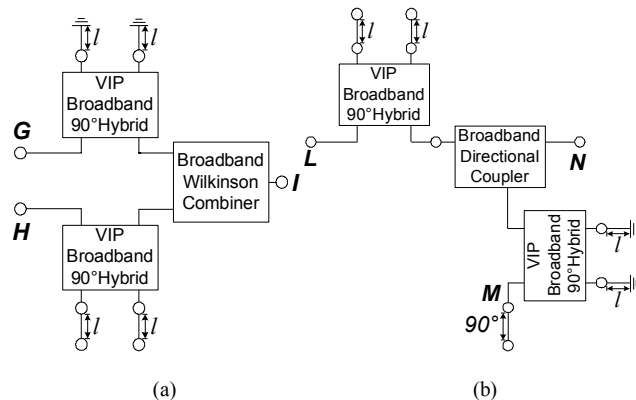 l
l
VIP
Broadband
90°Hybrid
G
Broadband
Wilkinson
Combiner
I
H
VIP
Broadband
90°Hybrid
l
l
(a)
l
l
VIP
Broadband
90°Hybrid
L
Broadband
Directional
Coupler
N
VIP
Broadband
90°Hybrid
l
l
M
90°
(b)